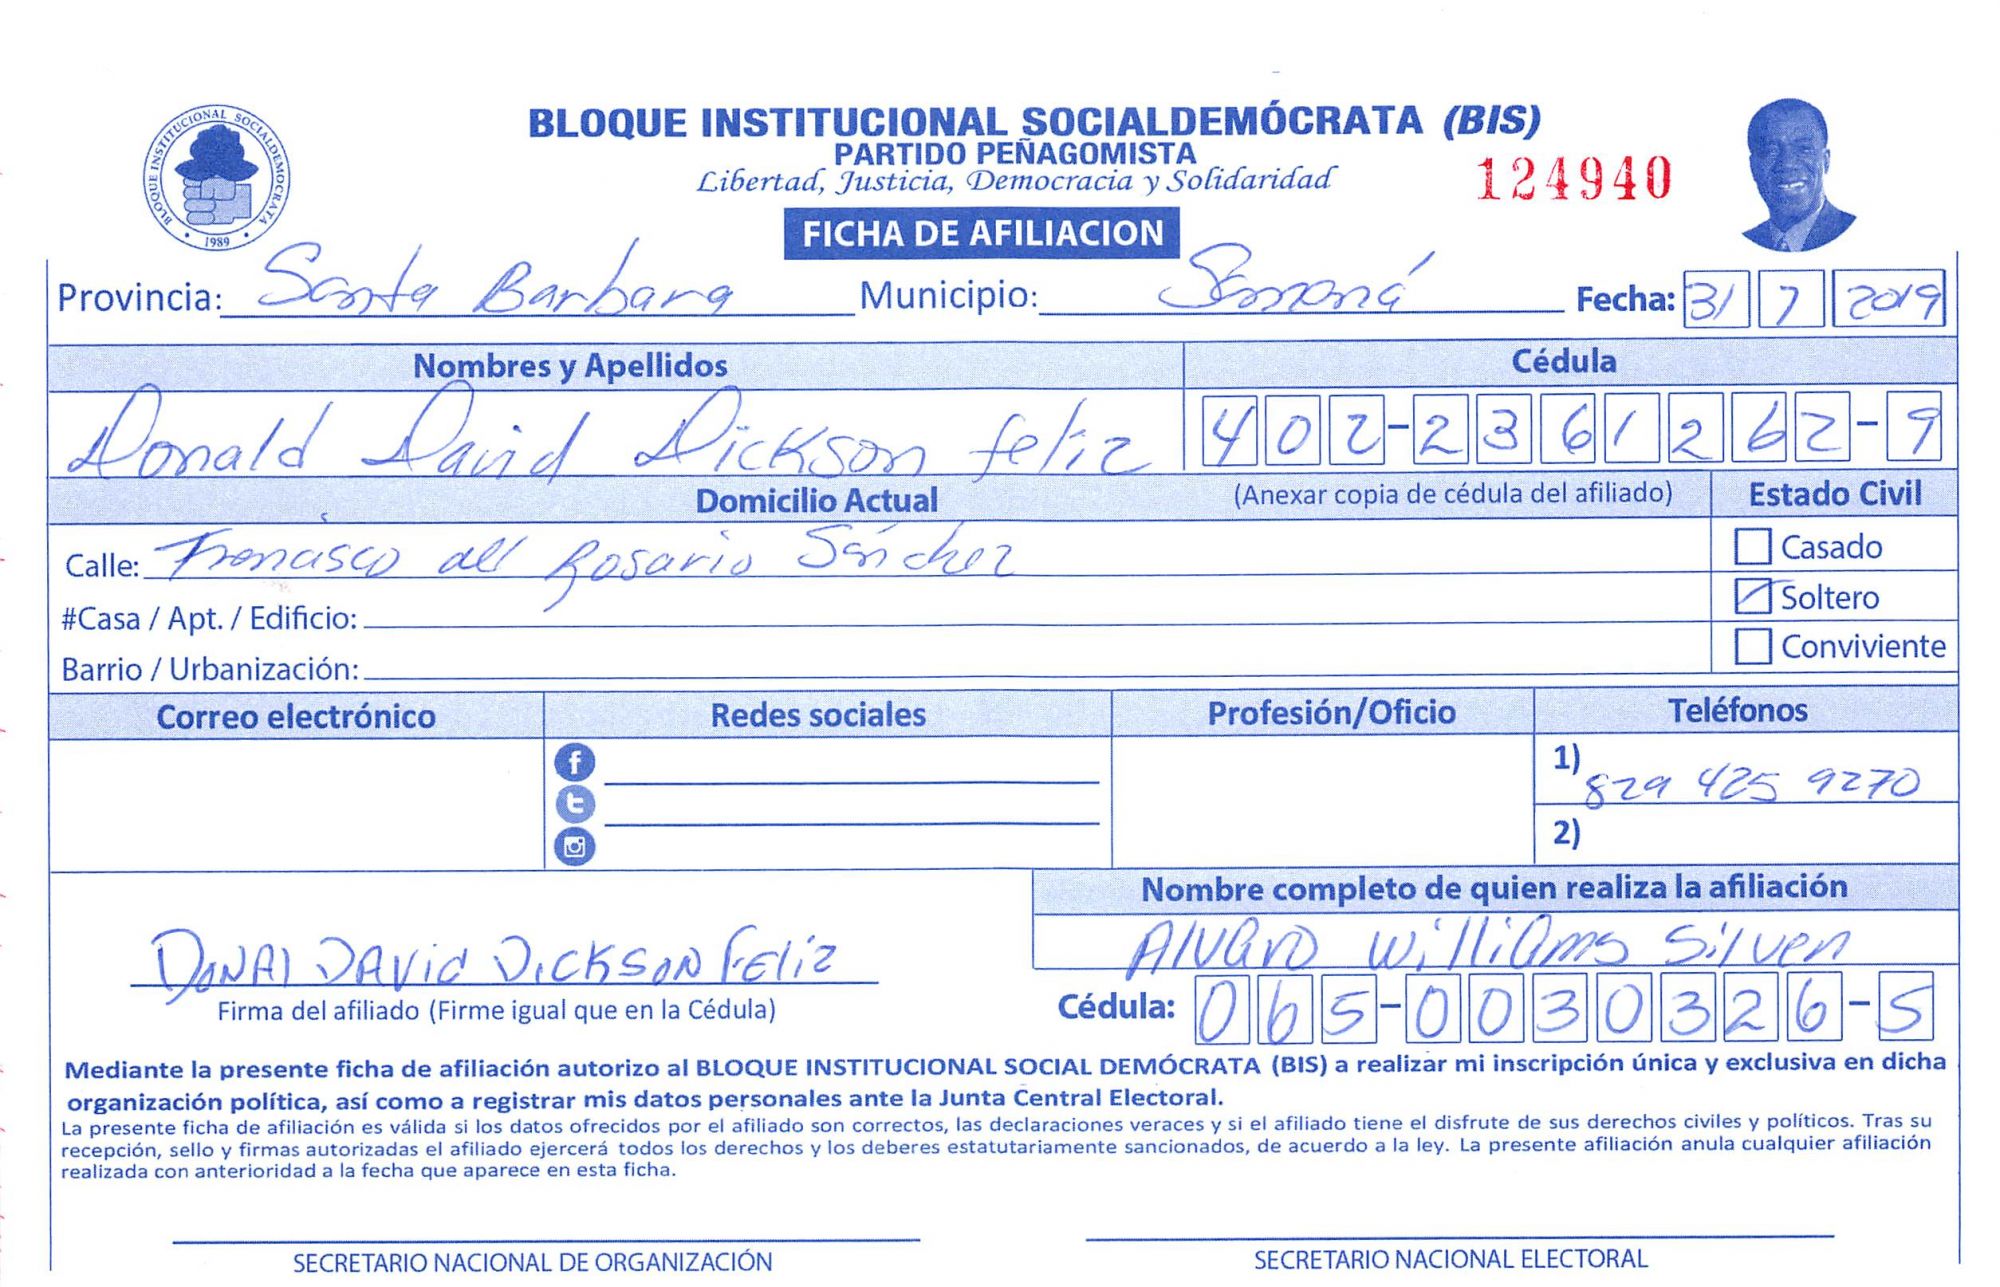 BLOQUE INSTITUCIONAL SOCIALDEMÓCRATA (BIS)
PARTIDO PEÑAGOMISTA
Libertad, Justicia, Democracia y Solidaridad
124940
BLOQUE INSTITUCIONAL SOCIALDEMOCRATA
1989
FICHA DE AFILIACION
Provincia: Santa Barbara Municipio: Samaná Fecha: 31 7 2019
Nombres y Apellidos Cédula
Donald David Dickson feliz 402-2361262-9
Domicilio Actual (Anexar copia de cédula del afiliado) Estado Civil
Calle: Francisco del Rosario Sánchez Casado
#Casa / Apt. / Edificio: Soltero
Barrio / Urbanización: Conviviente
Correo electrónico Redes sociales Profesión/Oficio Teléfonos
1) 829 425 9270
2)
Nombre completo de quien realiza la afiliación
Alvaro Williams Silven
DONAl DAVID DICKSON FELIZ
Firma del afiliado (Firme igual que en la Cédula) Cédula: 065-0030326-5
Mediante la presente ficha de afiliación autorizo al BLOQUE INSTITUCIONAL SOCIAL DEMÓCRATA (BIS) a realizar mi inscripción única y exclusiva en dicha
organización política, así como a registrar mis datos personales ante la Junta Central Electoral.
La presente ficha de afiliación es válida si los datos ofrecidos por el afiliado son correctos, las declaraciones veraces y si el afiliado tiene el disfrute de sus derechos civiles y políticos. Tras su
recepción, sello y firmas autorizadas el afiliado ejercerá todos los derechos y los deberes estatutariamente sancionados, de acuerdo a la ley. La presente afiliación anula cualquier afiliación
realizada con anterioridad a la fecha que aparece en esta ficha.
SECRETARIO NACIONAL DE ORGANIZACIÓN SECRETARIO NACIONAL ELECTORAL